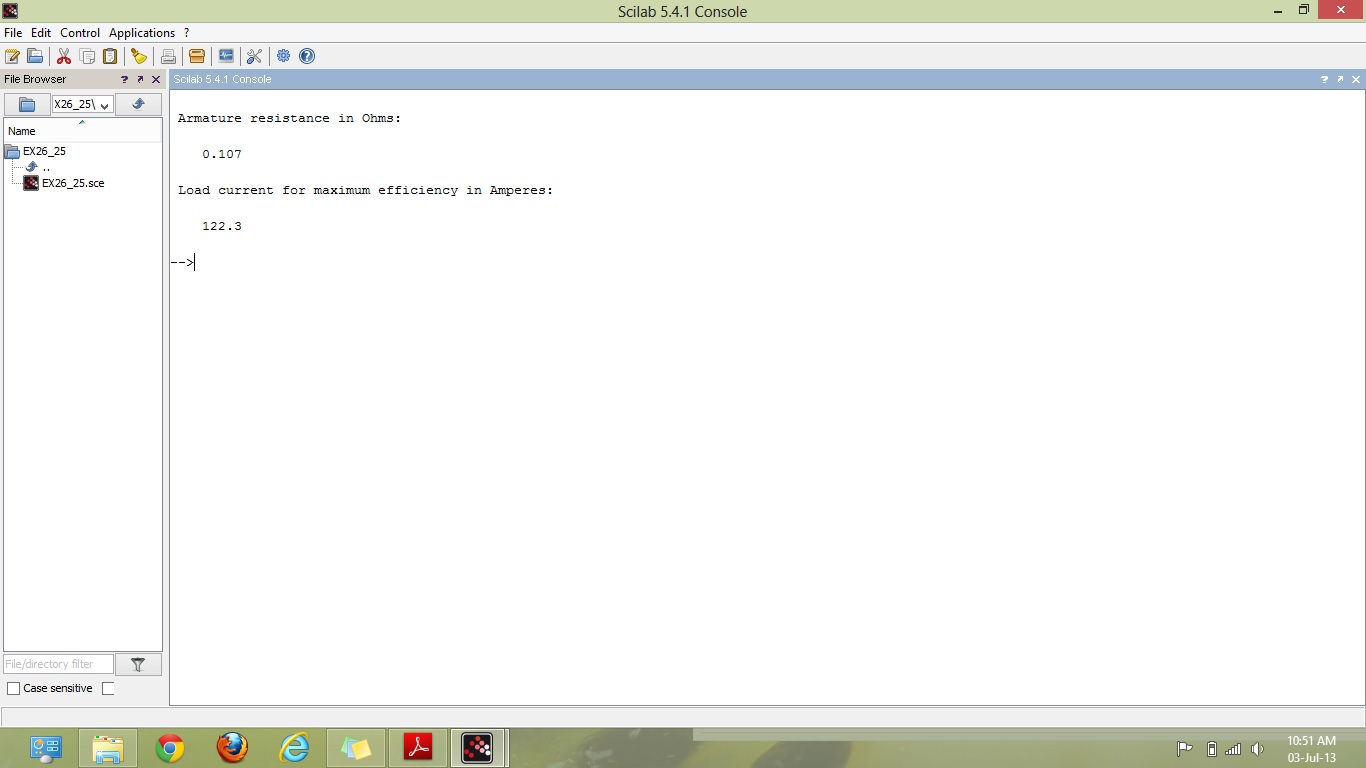 Scilab 5.4.1 Console
File Edit Control Applications ?
File Browser
Scilab 5.4.1 Console
X26_25\
Name
EX26_25
..
EX26_25.sce
Armature resistance in Ohms:
0.107
Load current for maximum efficiency in Amperes:
122.3
-->
File/directory filter
Case sensitive
10:51 AM
03-Jul-13